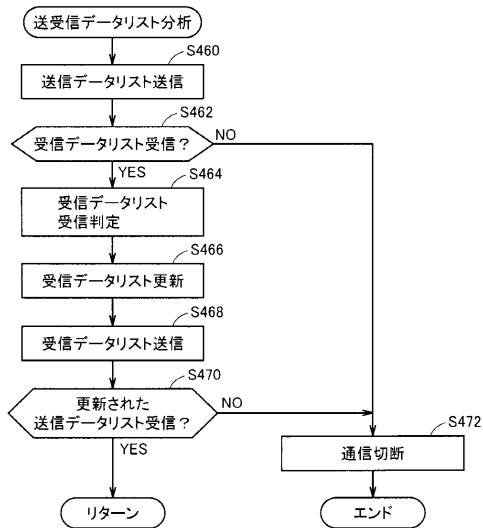 送受信データリスト分析
S460
送信データリスト送信
S462
受信データリスト受信？
NO
YES
S464
受信データリスト
受信判定
S466
受信データリスト更新
S468
受信データリスト送信
S470
更新された
送信データリスト受信？
NO
YES
S472
通信切断
リターン
エンド